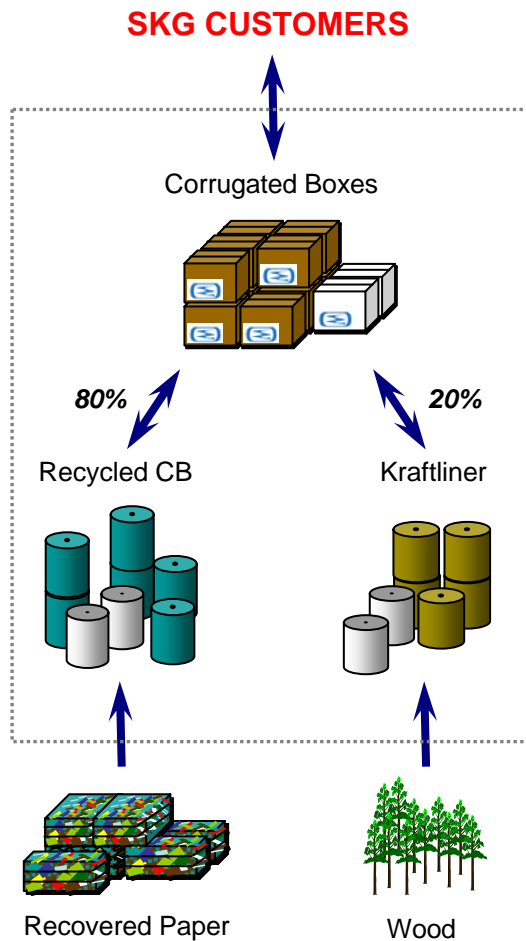 SKG CUSTOMERS
Corrugated Boxes
80%
20%
Recycled CB
Kraftliner
Recovered Paper
Wood